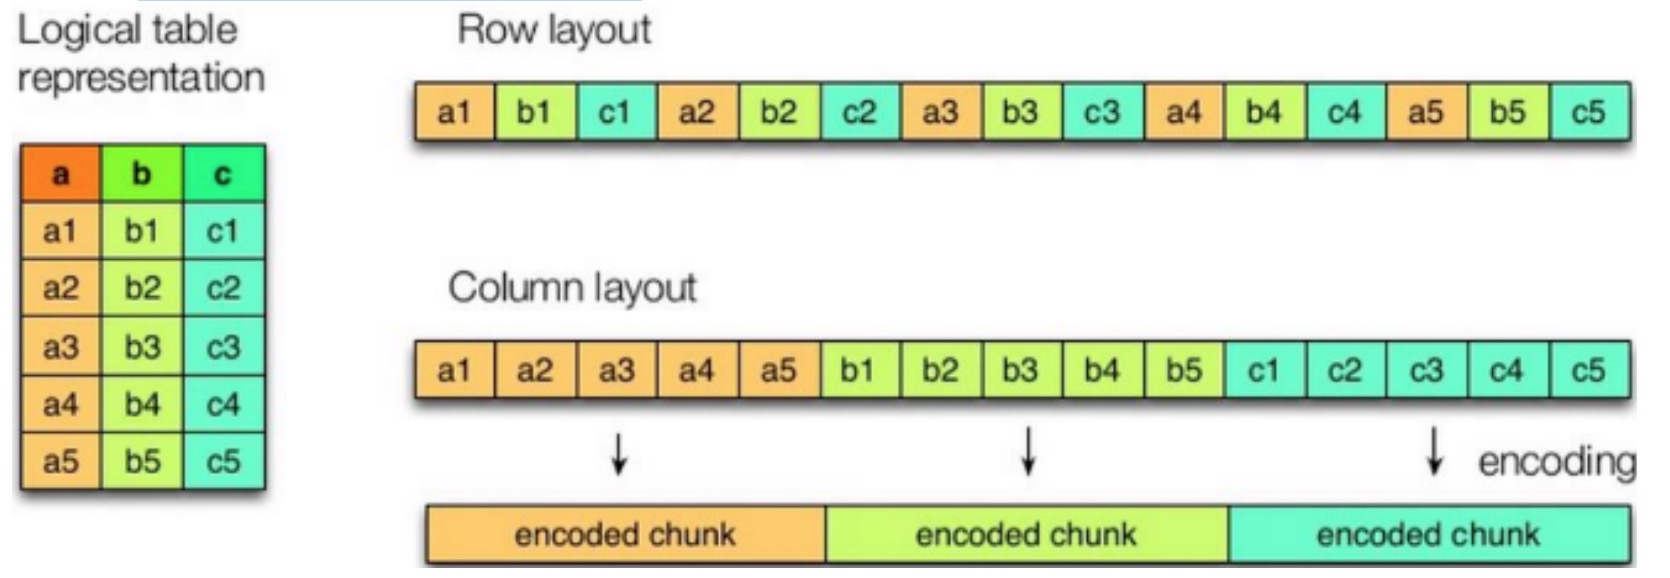 Logical table
representation
a b c
a1 b1 c1
a2 b2 c2
a3 b3 c3
a4 b4 c4
a5 b5 c5
Row layout
a1 b1 c1 a2 b2 c2 a3 b3 c3 a4 b4 c4 a5 b5 c5
Column layout
a1 a2 a3 a4 a5 b1 b2 b3 b4 b5 c1 c2 c3 c4 c5
encoding
encoded chunk encoded chunk encoded chunk